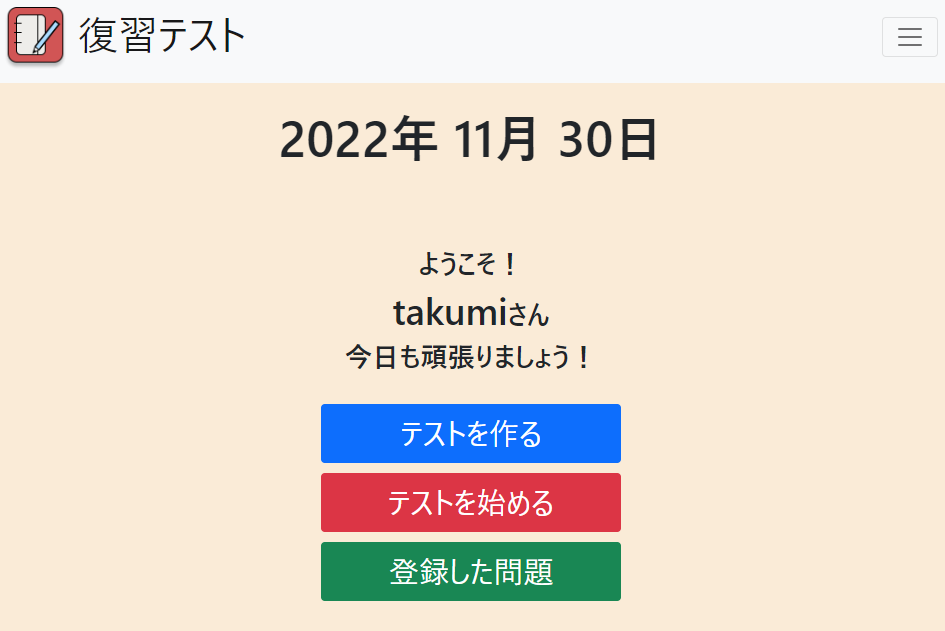 復習テスト
2022年 11月 30日
ようこそ！
takumiさん
今日も頑張りましょう！
テストを作る
テストを始める
登録した問題